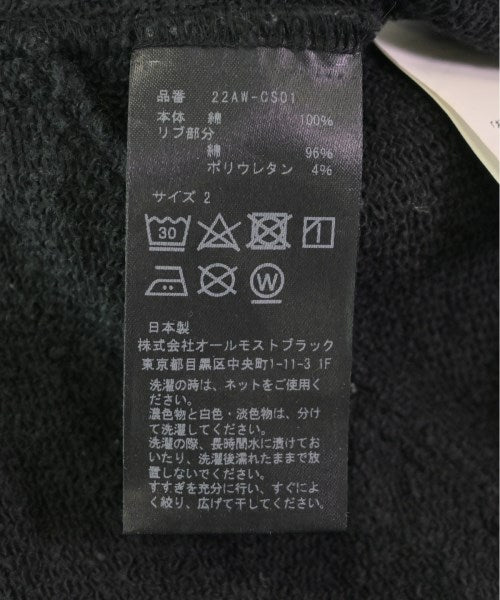 品番 22AW-CS01
本体 綿 100%
リブ部分
綿 96%
ポリウレタン 4%
サイズ 2
30
1
W
日本製
株式会社オールモストブラック
東京都目黒区中央町1-11-3 1F
洗濯の時は、ネットをご使用く
ださい。
濃色物と白色・淡色物は、分け
て洗濯してください。
洗濯の際、長時間水に漬けてお
いたり、洗濯後濡れたままで放
置しないでください。
すすぎを充分に行い、すぐによ
く絞り、広げて干してください。